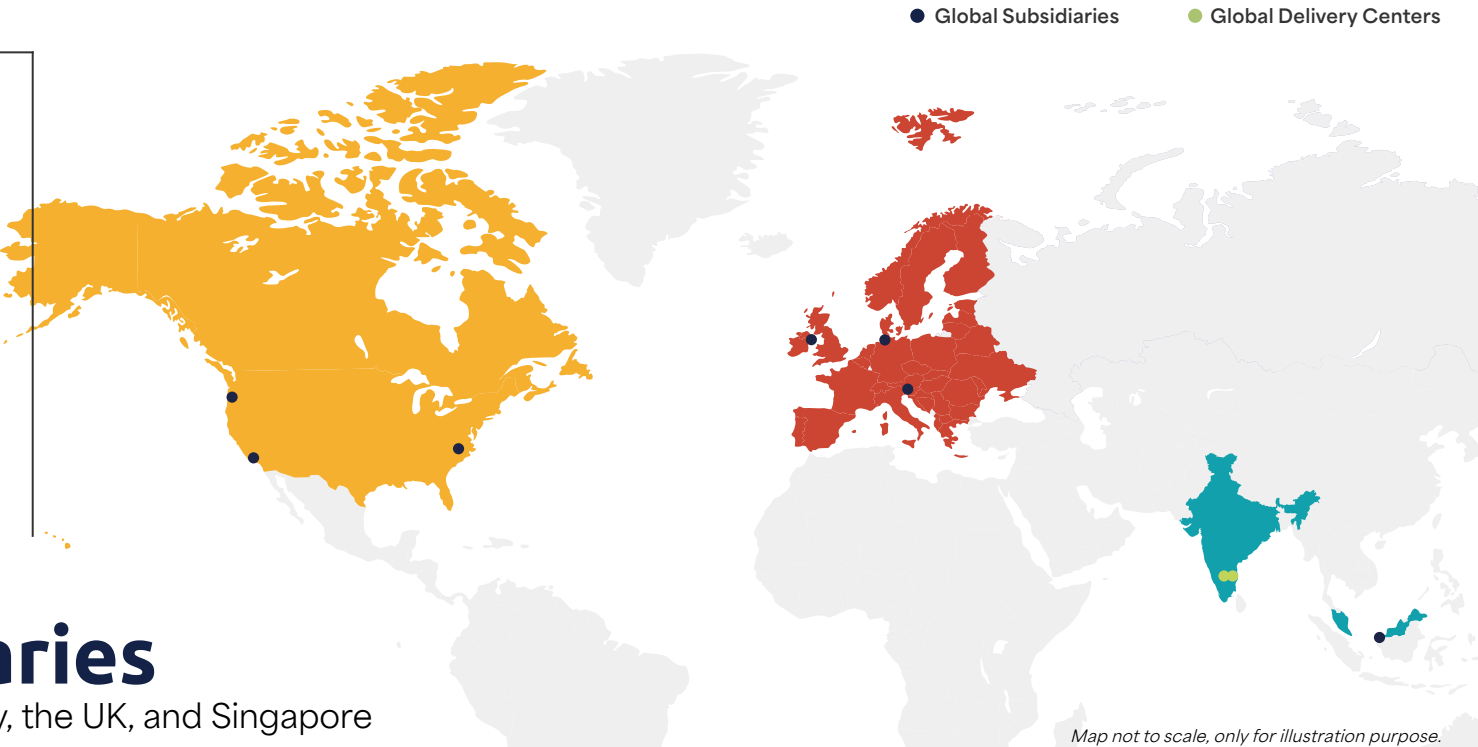 Global Subsidiaries
Global Delivery Centers
aries
y, the UK, and Singapore
Map not to scale, only for illustration purpose.